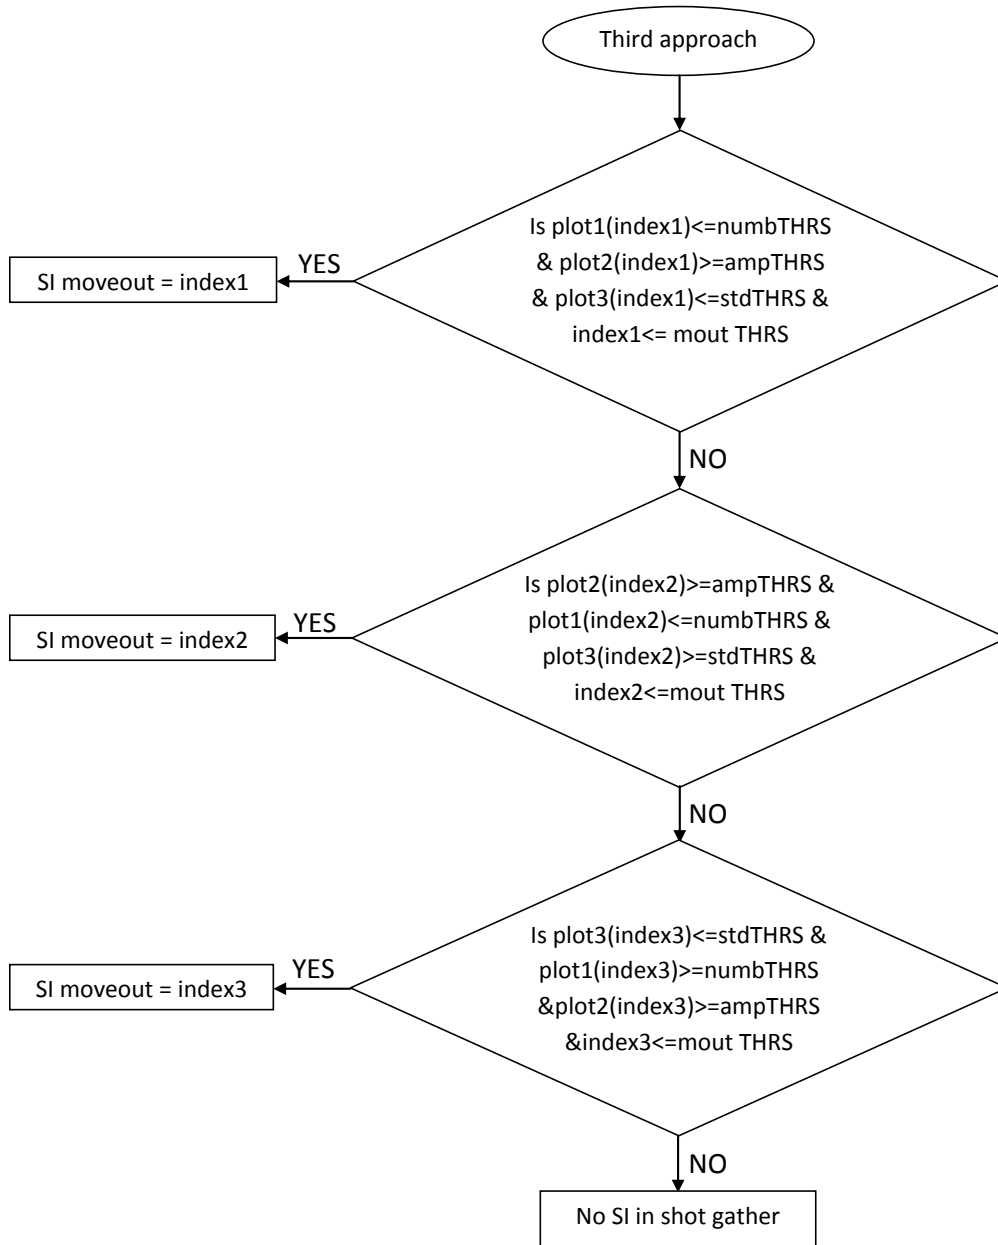 Third approach
Is plot1(index1)<=numbTHRS
& plot2(index1)>=ampTHRS
& plot3(index1)<=stdTHRS &
index1<= mout THRS
YES
SI moveout = index1
NO
Is plot2(index2)>=ampTHRS &
plot1(index2)<=numbTHRS &
plot3(index2)>=stdTHRS &
index2<=mout THRS
YES
SI moveout = index2
NO
Is plot3(index3)<=stdTHRS &
plot1(index3)>=numbTHRS
&plot2(index3)>=ampTHRS
&index3<=mout THRS
YES
SI moveout = index3
NO
No SI in shot gather